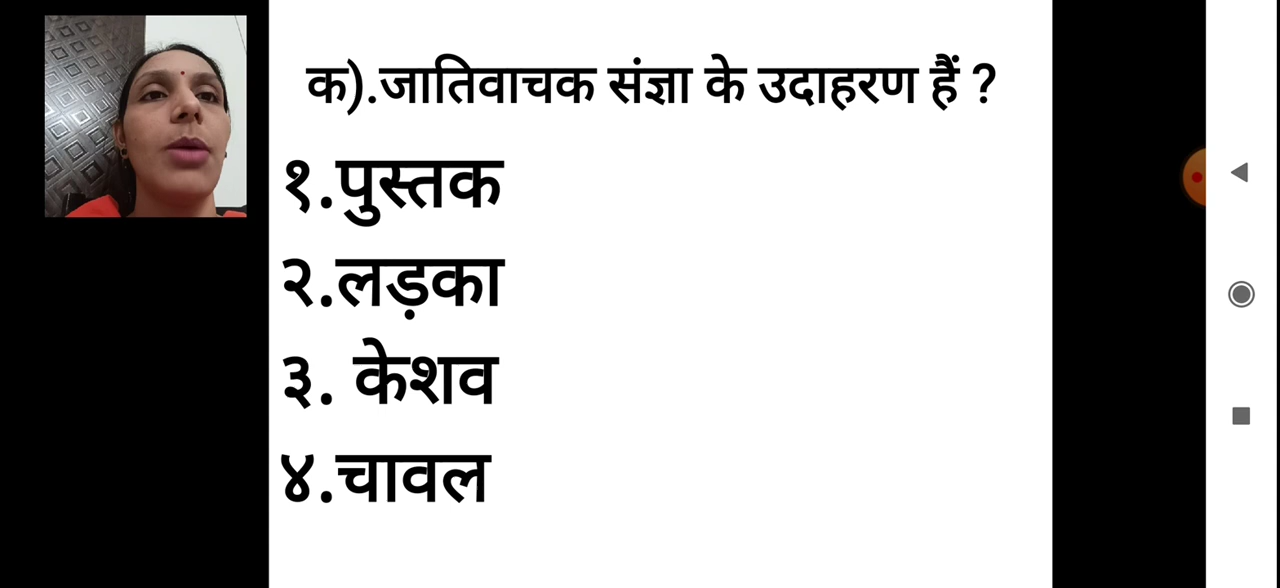 क).जातिवाचक संज्ञा के उदाहरण हैं ?
१.पुस्तक
२.लड़का
३. केशव
४.चावल